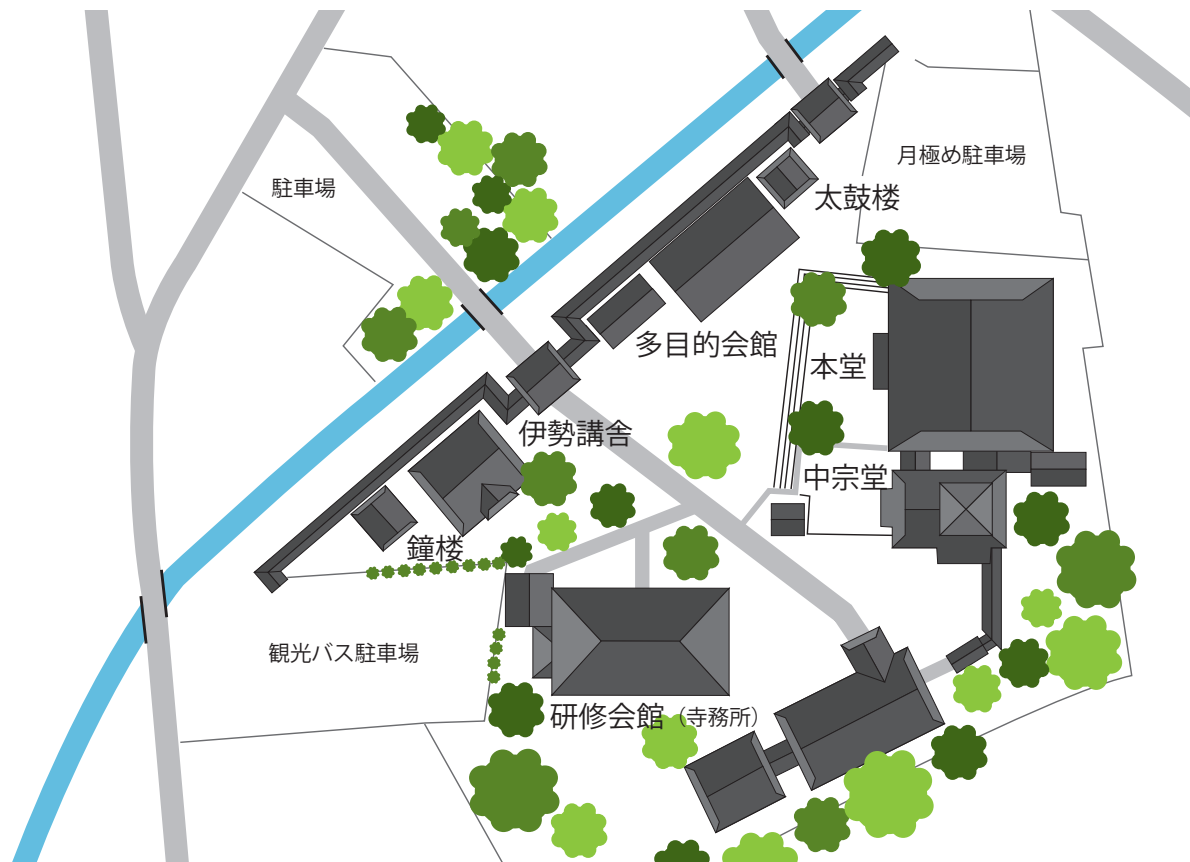 月極め駐車場
駐車場
太鼓楼
多目的会館
本堂
伊勢講舎
中宗堂
鐘楼
観光バス駐車場
研修会館（寺務所）